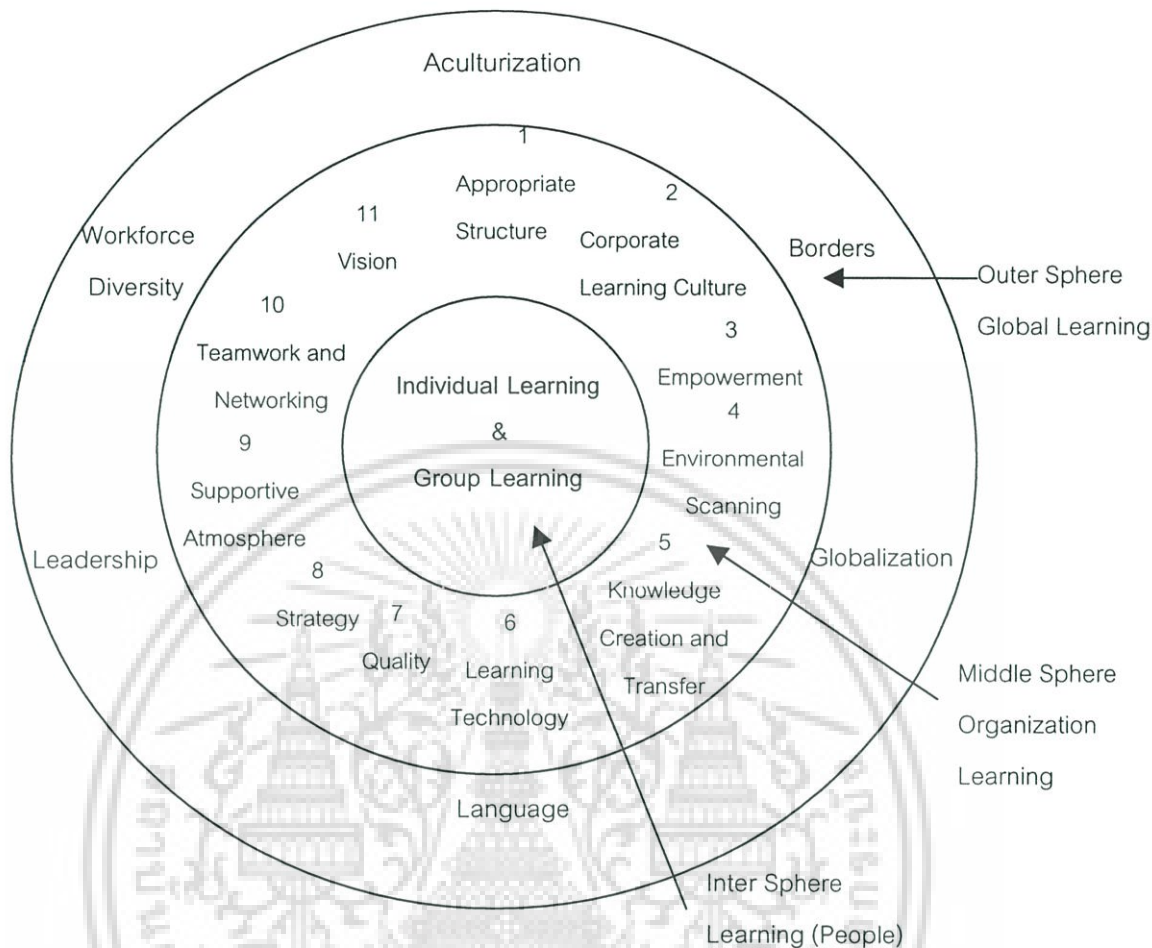 Aculturization
1
Appropriate
Structure
2
Corporate
Learning Culture
Borders
3
Empowerment
4
Environmental
Scanning
5
Knowledge
Creation and
Transfer
6
Learning
Technology
7
Quality
8
Strategy
9
Supportive
Atmosphere
10
Teamwork and
Networking
11
Vision
Workforce
Diversity
Leadership
Language
Globalization
Individual Learning
&
Group Learning
Outer Sphere
Global Learning
Middle Sphere
Organization
Learning
Inter Sphere
Learning (People)